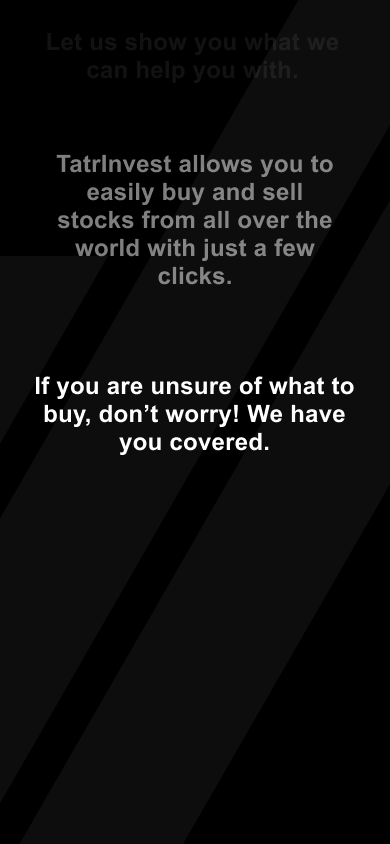 Let us show you what we
can help you with.
TatrInvest allows you to
easily buy and sell
stocks from all over the
world with just a few
clicks.
If you are unsure of what to
buy, don’t worry! We have
you covered.